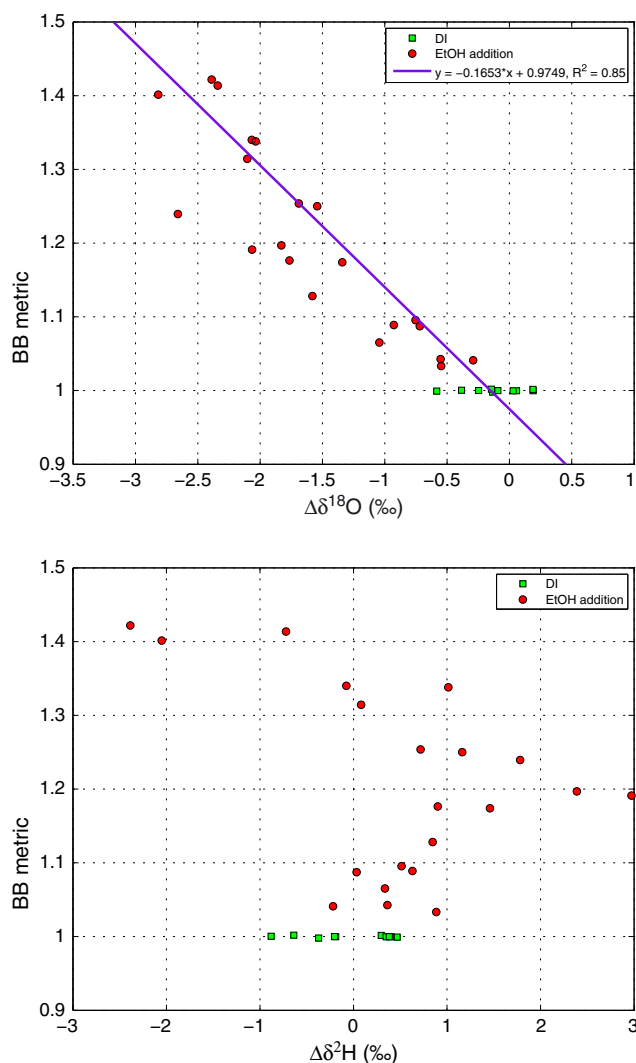 1.5
DI
EtOH addition
y = −0.1653*x + 0.9749, R² = 0.85
1.4
1.3
1.2
1.1
1
0.9
BB metric
−3.5 −3 −2.5 −2 −1.5 −1 −0.5 0 0.5 1
Δδ¹⁸O (‰)
1.5
DI
EtOH addition
1.4
1.3
1.2
1.1
1
0.9
BB metric
−3 −2 −1 0 1 2 3
Δδ²H (‰)